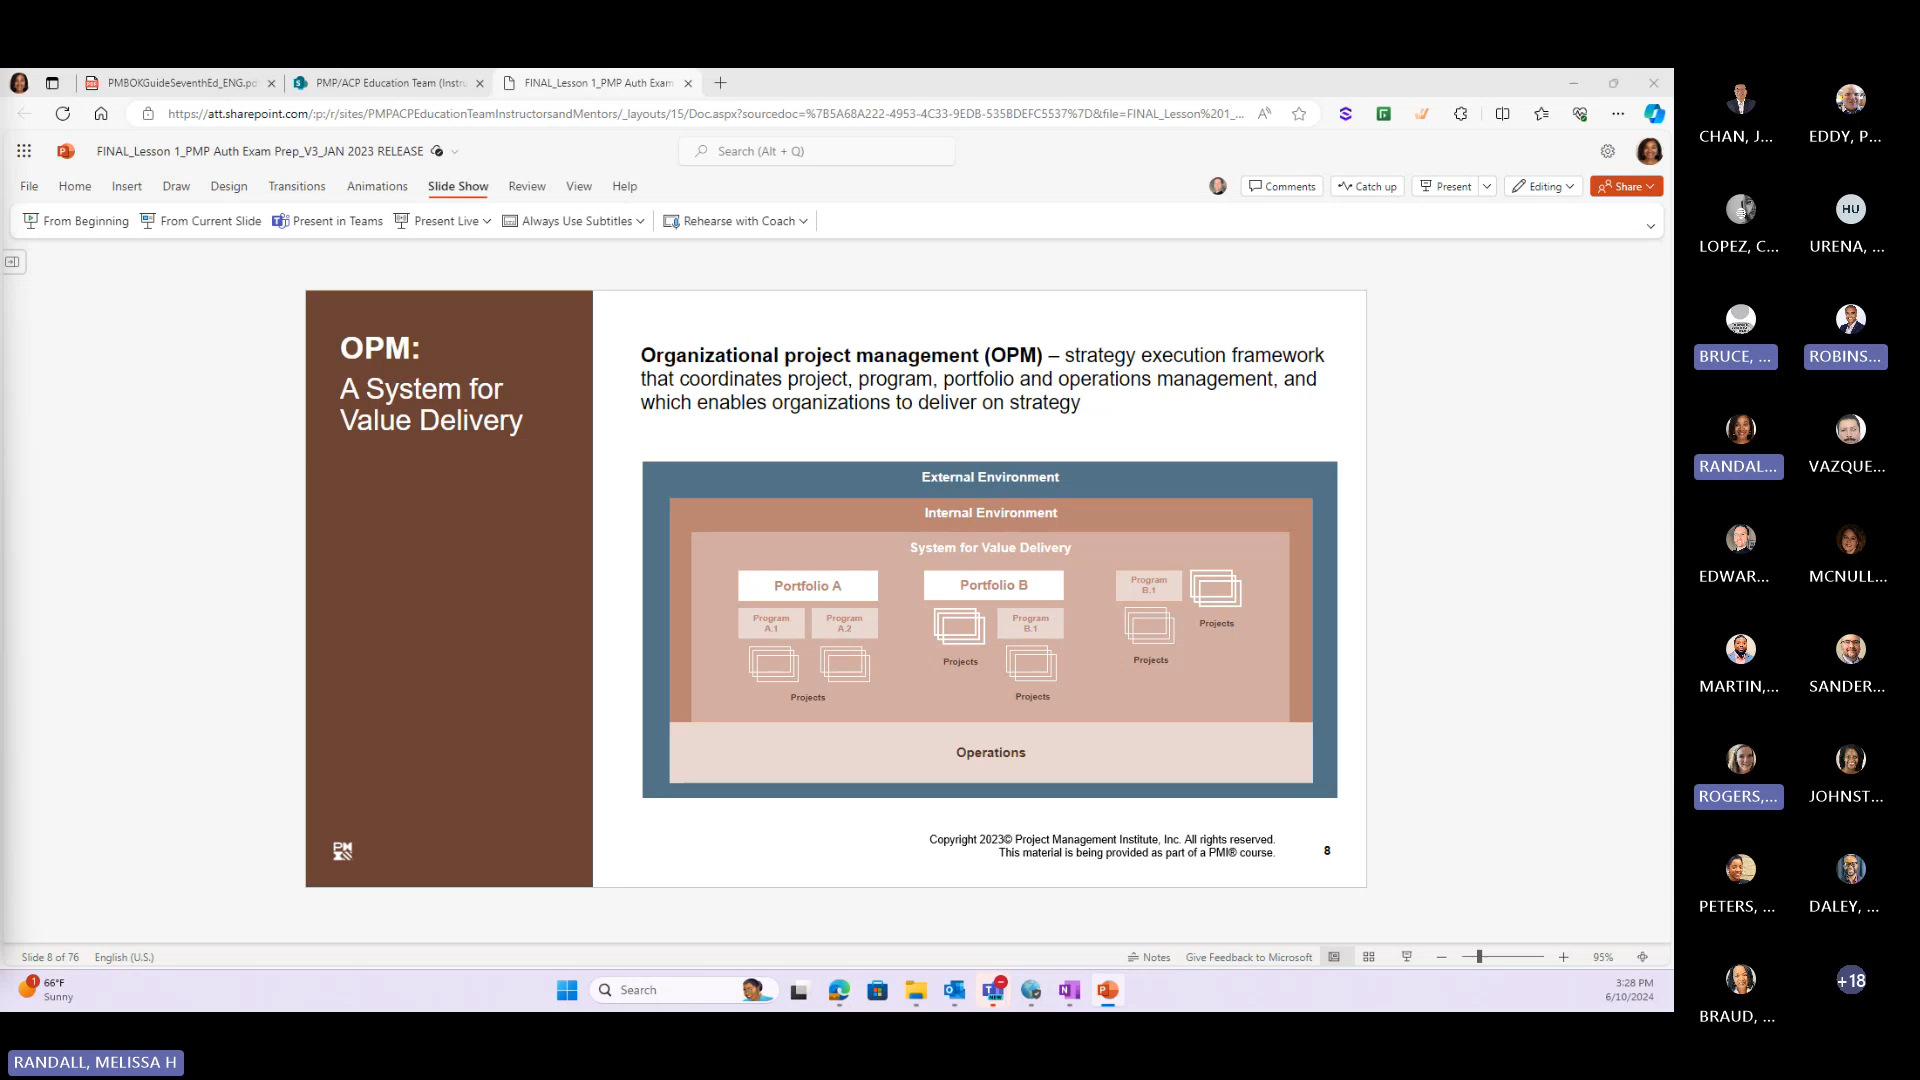 PMBOKGuideSeventhEd_ENG.pd
PMP/ACP Education Team (Instru
FINAL_Lesson 1_PMP Auth Exam
https://att.sharepoint.com/:p:/r/sites/PMPACPEducationTeamInstructorsandMentors/_layouts/15/Doc.aspx?sourcedoc=%7B5A68A222-4953-4C33-9EDB-535BDEFC5537%7D&file=FINAL_Lesson%201_...
FINAL_Lesson 1_PMP Auth Exam Prep_V3_JAN 2023 RELEASE
Search (Alt + Q)
File Home Insert Draw Design Transitions Animations Slide Show Review View Help
Comments Catch up Present Editing Share
From Beginning From Current Slide Present in Teams Present Live Always Use Subtitles Rehearse with Coach
OPM:
A System for
Value Delivery
Organizational project management (OPM) – strategy execution framework
that coordinates project, program, portfolio and operations management, and
which enables organizations to deliver on strategy
External Environment
Internal Environment
System for Value Delivery
Portfolio A
Program
A.1
Program
A.2
Projects
Portfolio B
Projects
Program
B.1
Projects
Program
B.1
Projects
Projects
Operations
Copyright 2023© Project Management Institute, Inc. All rights reserved.
This material is being provided as part of a PMI® course.
8
Slide 8 of 76 English (U.S.)
Notes Give Feedback to Microsoft 95%
1
66°F
Sunny
Search
NEW
3:28 PM
6/10/2024
CHAN, J...
EDDY, P...
LOPEZ, C...
HU
URENA, ...
BRUCE, ...
ROBINS...
RANDAL...
VAZQUE...
EDWAR...
MCNULL...
MARTIN,...
SANDER...
ROGERS,...
JOHNST...
PETERS, ...
DALEY, ...
BRAUD, ...
+18
RANDALL, MELISSA H